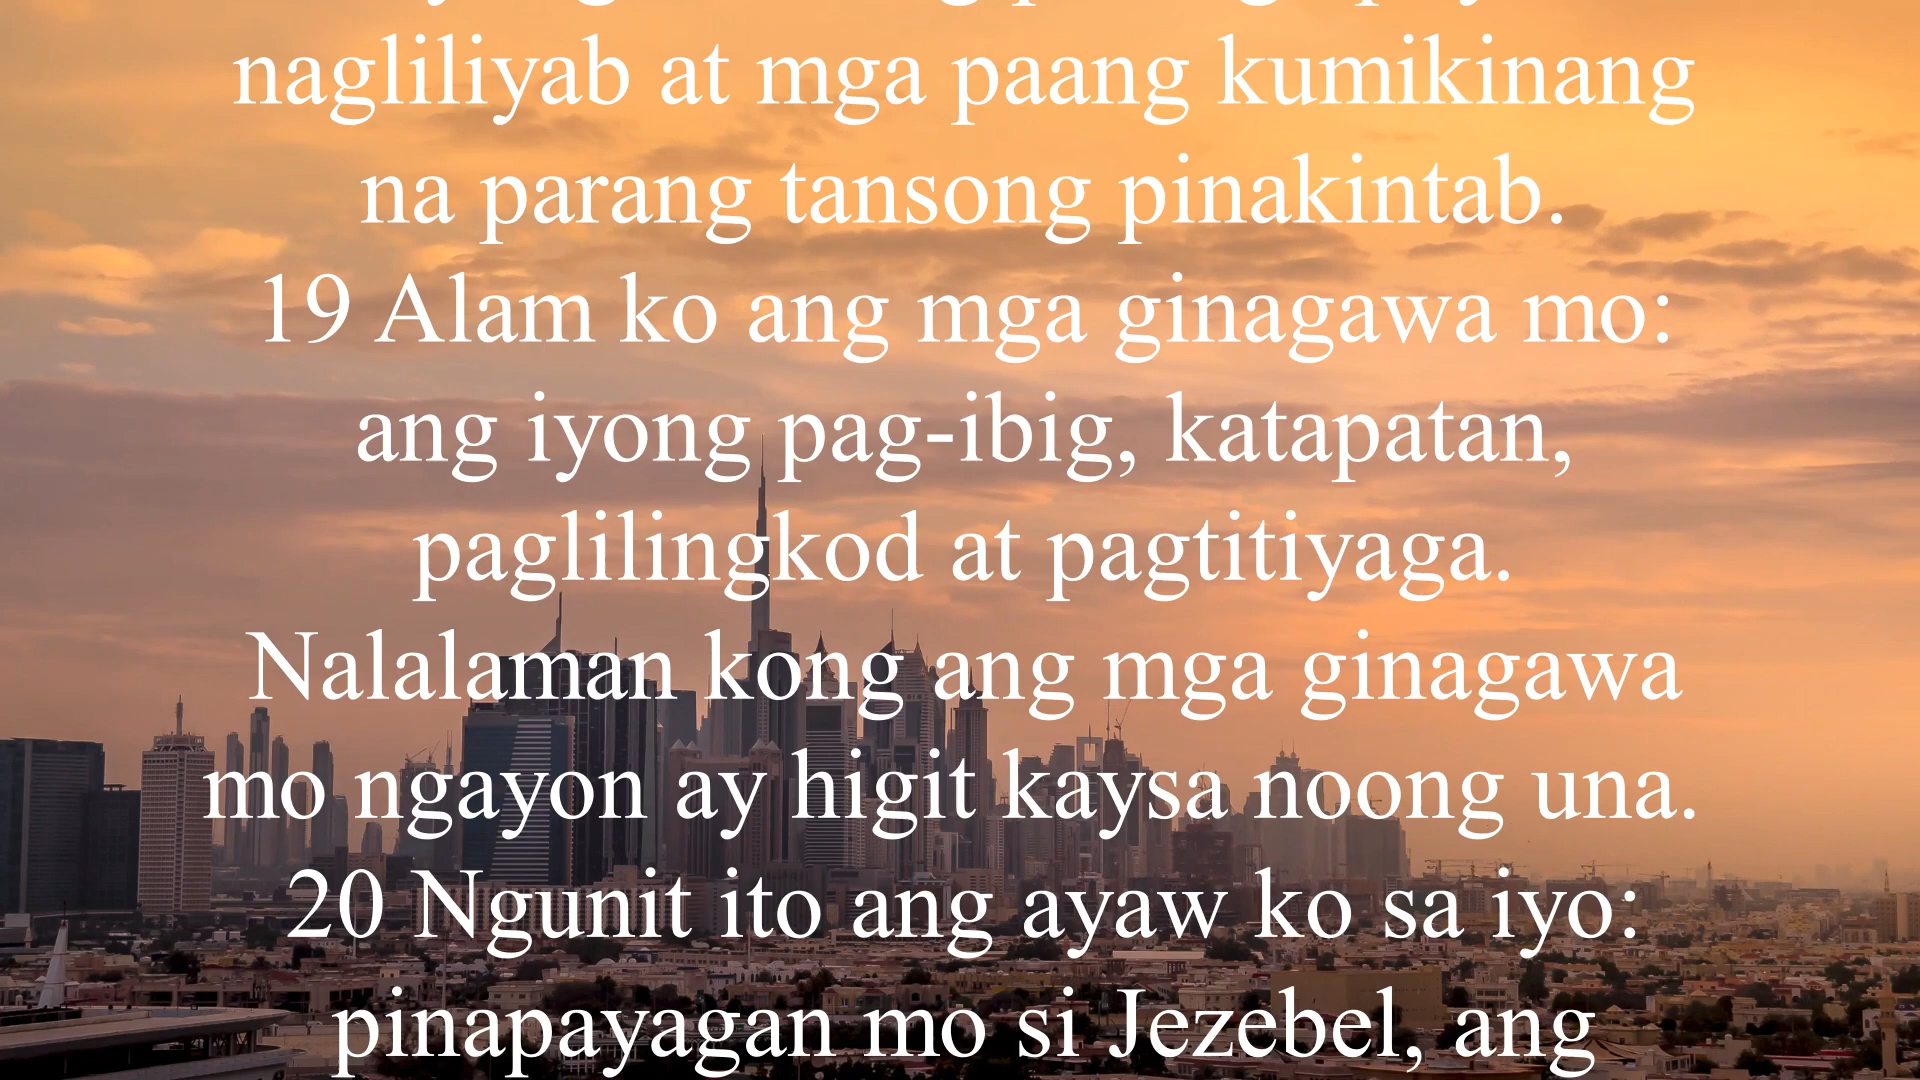 nagliliyab at mga paang kumikinang
na parang tansong pinakintab.
19 Alam ko ang mga ginagawa mo:
ang iyong pag-ibig, katapatan,
paglilingkod at pagtitiyaga.
Nalalaman kong ang mga ginagawa
mo ngayon ay higit kaysa noong una.
20 Ngunit ito ang ayaw ko sa iyo:
pinapayagan mo si Jezebel, ang